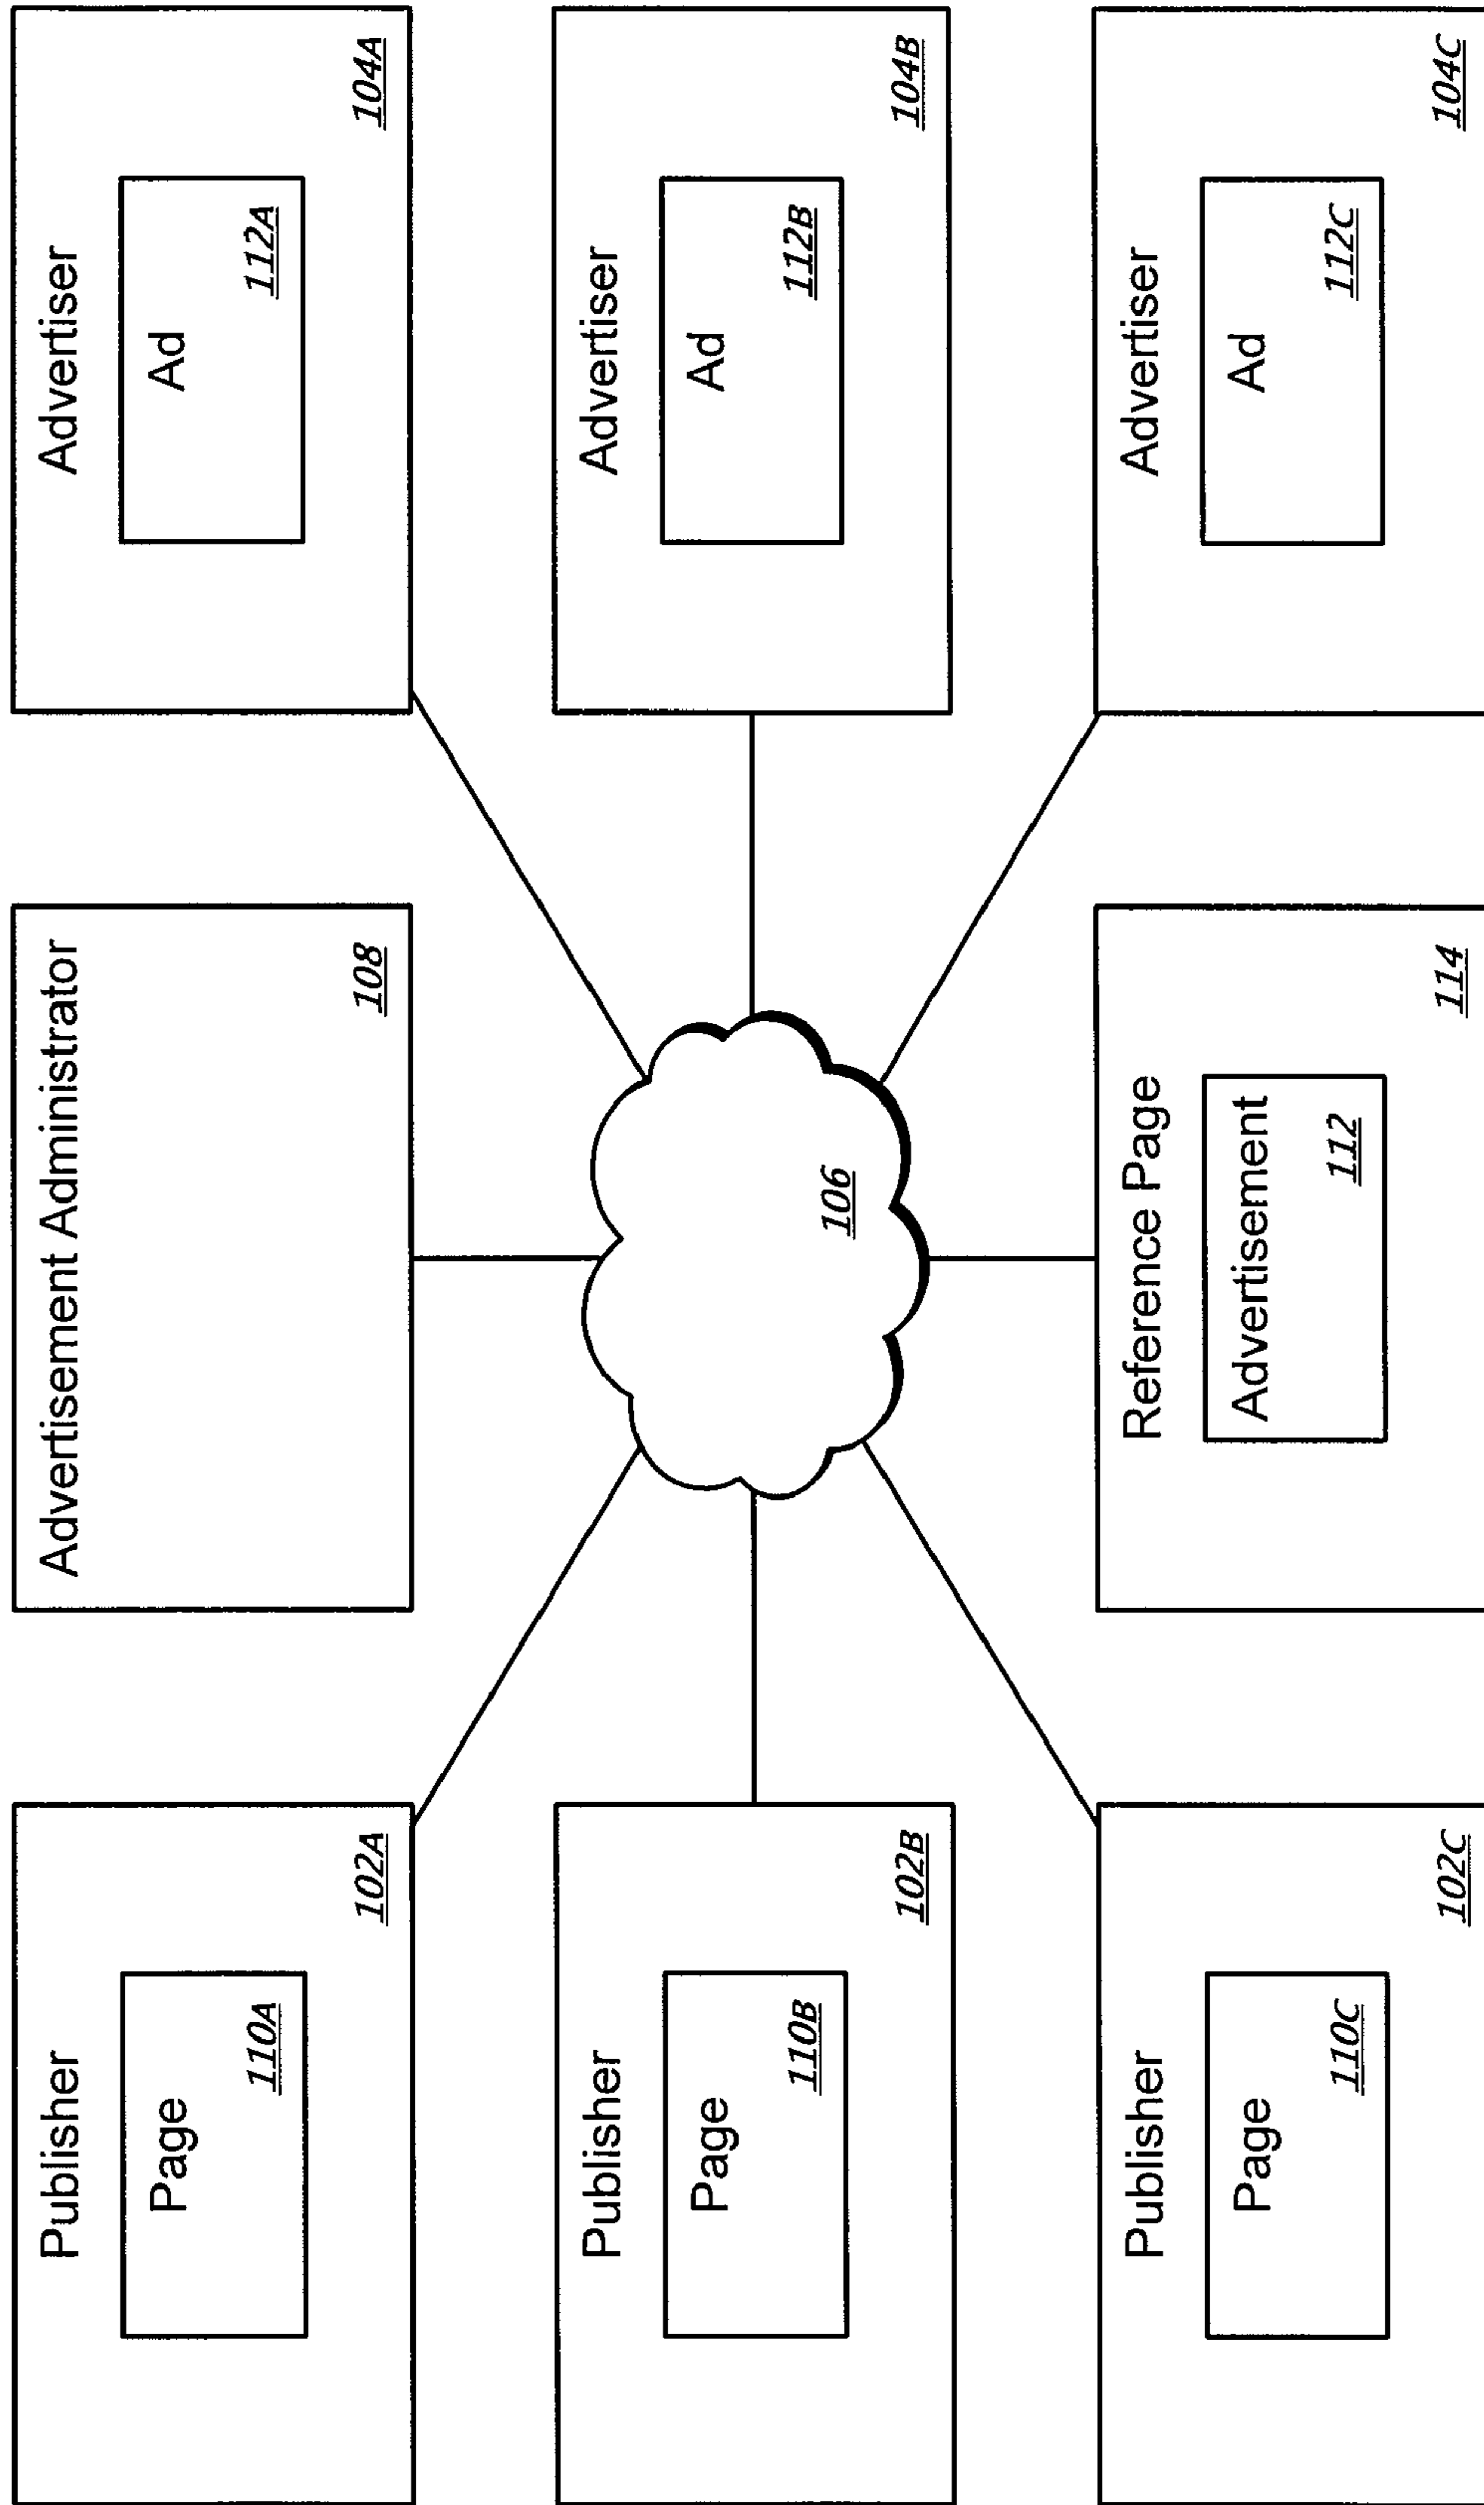 Publisher
Page
110A
102A
Publisher
Page
110B
102B
Publisher
Page
110C
102C
Advertisement Administrator
108
106
Reference Page
Advertisement
112
114
Advertiser
Ad
112A
104A
Advertiser
Ad
112B
104B
Advertiser
Ad
112C
104C